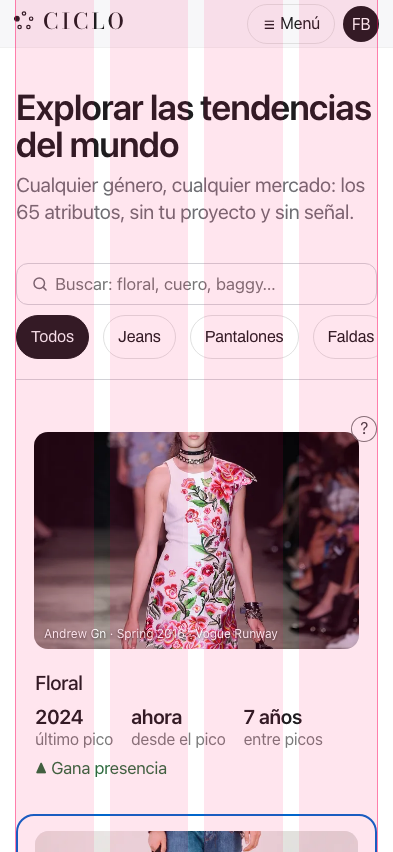 CICLO
Menú
FB
Explorar las tendencias
del mundo
Cualquier género, cualquier mercado: los
65 atributos, sin tu proyecto y sin señal.
Buscar: floral, cuero, baggy...
Todos
Jeans
Pantalones
Faldas
?
Andrew Gn · Spring 2016 · Vogue Runway
Floral
2024
ahora
7 años
último pico
desde el pico
entre picos
▲ Gana presencia